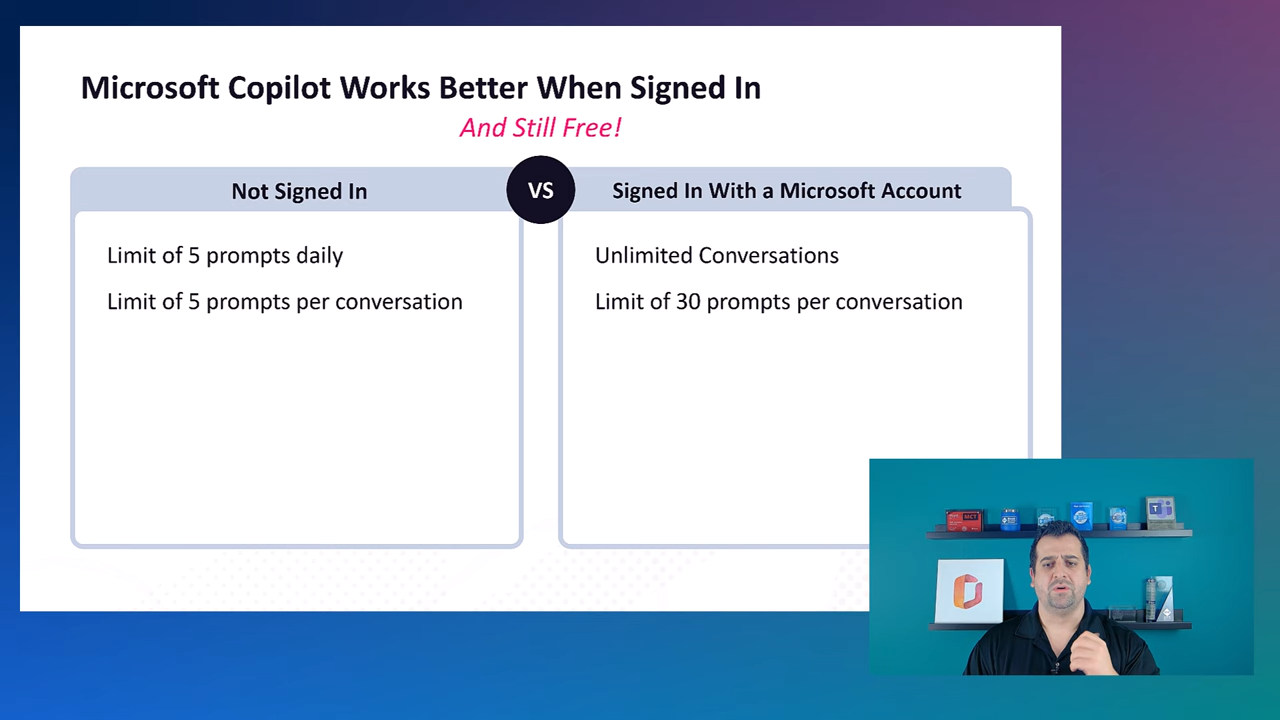 Microsoft Copilot Works Better When Signed In
And Still Free!
Not Signed In
VS
Signed In With a Microsoft Account
Limit of 5 prompts daily
Limit of 5 prompts per conversation
Unlimited Conversations
Limit of 30 prompts per conversation
MCT
T